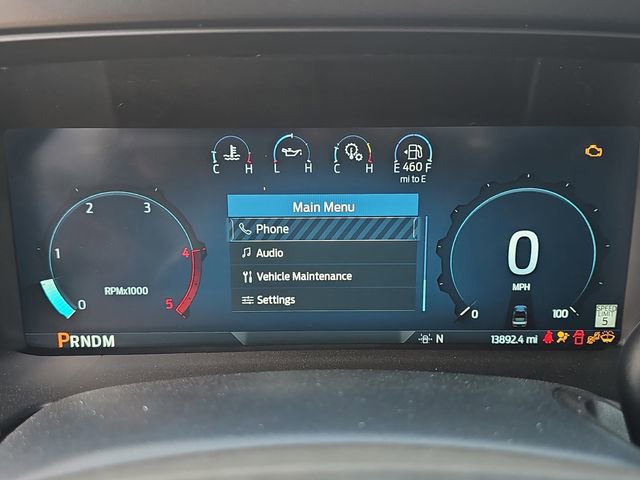 C H
L H
C H
E 460 F
mi to E
Main Menu
Phone
Audio
Vehicle Maintenance
Settings
0 1 2 3 4 5
RPMx1000
0
MPH
0 100
SPEED
LIMIT
5
PRNDM
N
13892.4 mi